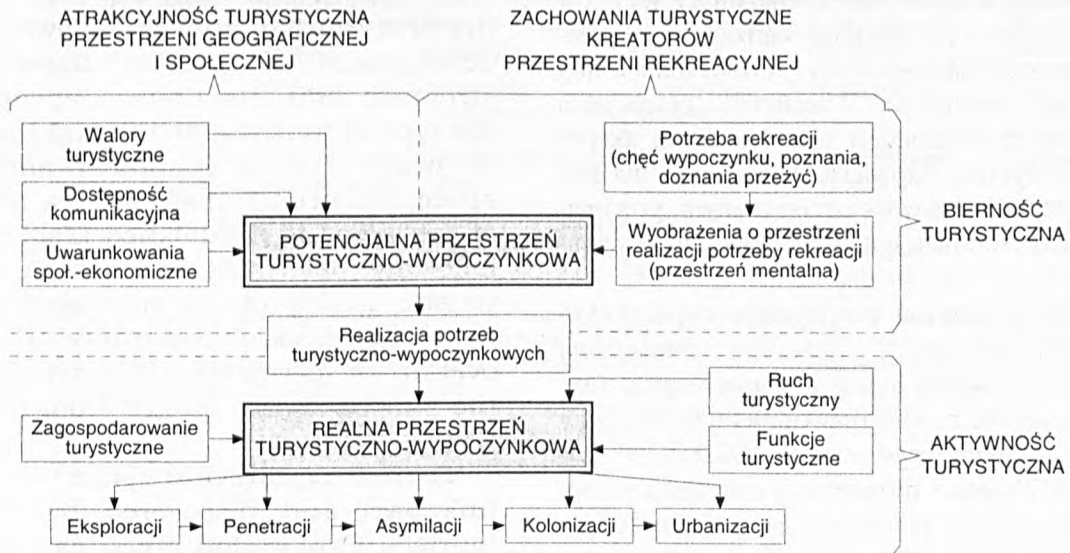 ATRAKCYJNOŚĆ TURYSTYCZNA
PRZESTRZENI GEOGRAFICZNEJ
I SPOŁECZNEJ
ZACHOWANIA TURYSTYCZNE
KREATORÓW
PRZESTRZENI REKREACYJNEJ
Walory
turystyczne
Dostępność
komunikacyjna
Uwarunkowania
społ.-ekonomiczne
POTENCJALNA PRZESTRZEŃ
TURYSTYCZNO-WYPOCZYNKOWA
Potrzeba rekreacji
(chęć wypoczynku, poznania,
doznania przeżyć)
Wyobrażenia o przestrzeni
realizacji potrzeby rekreacji
(przestrzeń mentalna)
BIERNOŚĆ
TURYSTYCZNA
Realizacja potrzeb
turystyczno-wypoczynkowych
Zagospodarowanie
turystyczne
REALNA PRZESTRZEŃ
TURYSTYCZNO-WYPOCZYNKOWA
Ruch
turystyczny
Funkcje
turystyczne
AKTYWNOŚĆ
TURYSTYCZNA
Eksploracji
Penetracji
Asymilacji
Kolonizacji
Urbanizacji